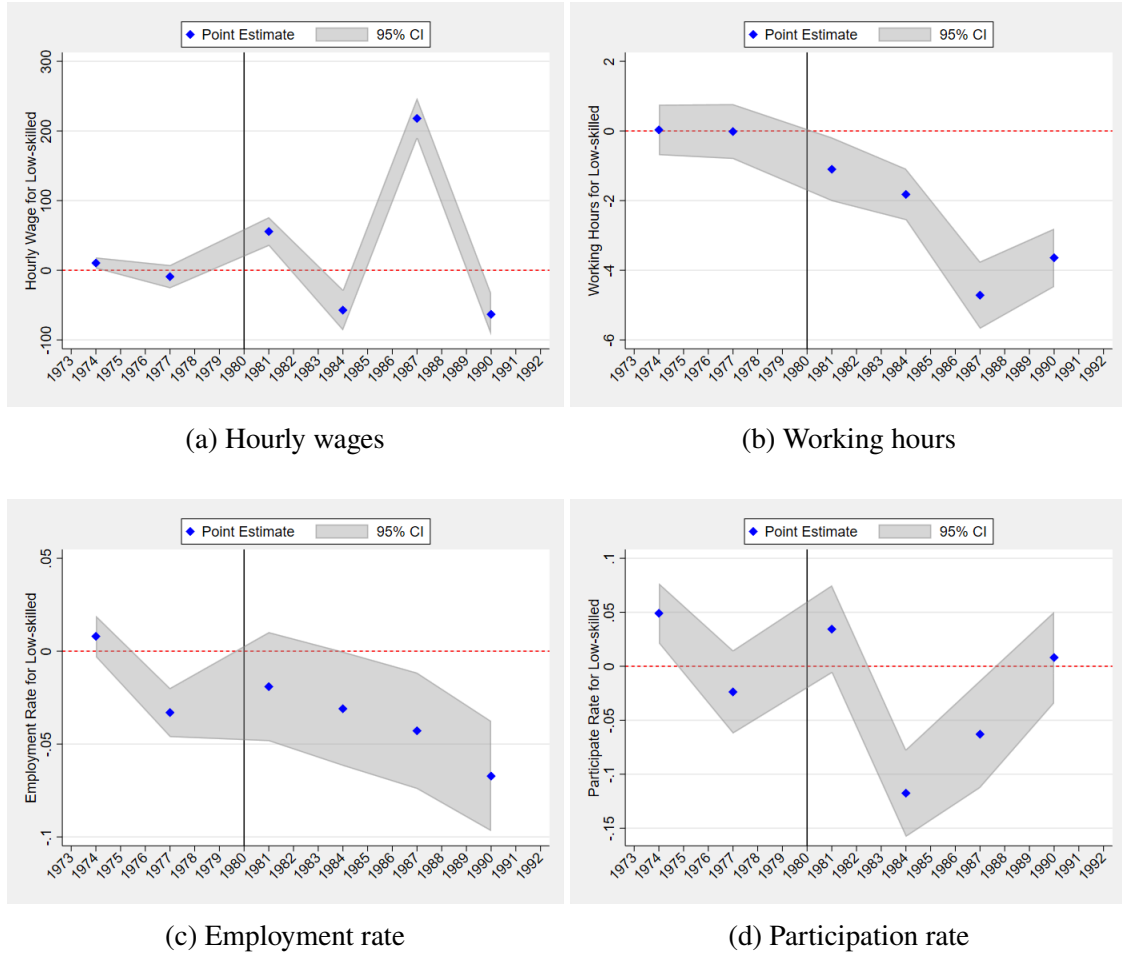 Point Estimate 95% CI
Hourly Wage for Low-skilled
300
200
100
0
-100
1973 1974 1975 1976 1977 1978 1979 1980 1981 1982 1983 1984 1985 1986 1987 1988 1989 1990 1991 1992
(a) Hourly wages
Point Estimate 95% CI
Working Hours for Low-skilled
2
0
-2
-4
-6
1973 1974 1975 1976 1977 1978 1979 1980 1981 1982 1983 1984 1985 1986 1987 1988 1989 1990 1991 1992
(b) Working hours
Point Estimate 95% CI
Employment Rate for Low-skilled
.05
0
-.05
-.1
1973 1974 1975 1976 1977 1978 1979 1980 1981 1982 1983 1984 1985 1986 1987 1988 1989 1990 1991 1992
(c) Employment rate
Point Estimate 95% CI
Participate Rate for Low-skilled
.1
.05
0
-.05
-.1
-.15
1973 1974 1975 1976 1977 1978 1979 1980 1981 1982 1983 1984 1985 1986 1987 1988 1989 1990 1991 1992
(d) Participation rate